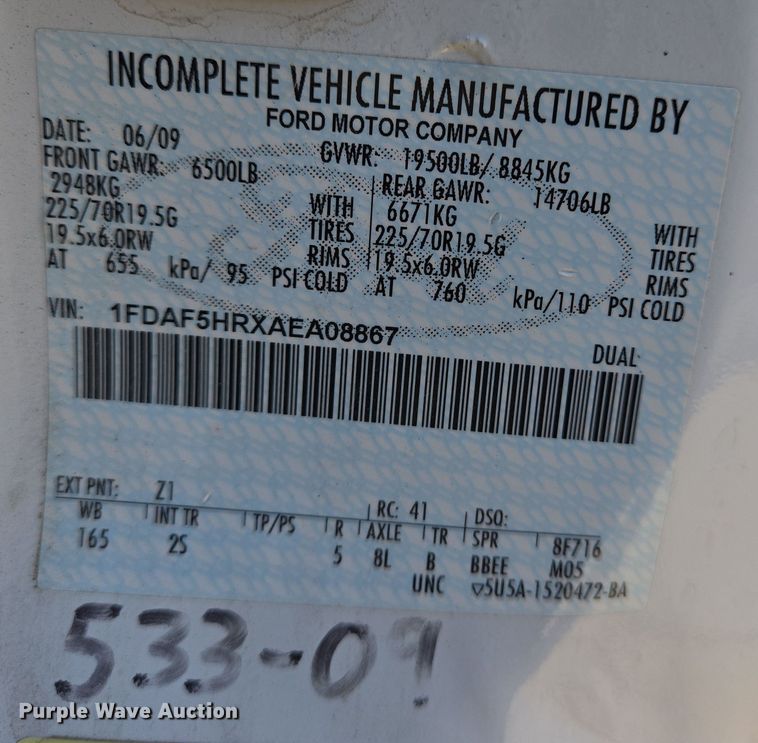 INCOMPLETE VEHICLE MANUFACTURED BY
FORD MOTOR COMPANY
DATE: 06/09 GVWR: 19500LB/ 8845KG
FRONT GAWR: 6500LB REAR GAWR: 14706LB
2948KG WITH 6671KG WITH
225/70R19.5G TIRES 225/70R19.5G TIRES
19.5x6.0RW RIMS 19.5x6.0RW RIMS
AT 655 kPa/ 95 PSI COLD AT 760 kPa/110 PSI COLD
VIN: 1FDAF5HRXAEA08867
DUAL
EXT PNT: Z1 RC: 41 DSO:
WB INT TR TP/PS R AXLE TR SPR 8F716
165 2S 5 8L B BBEE M05
UNC ▽5U5A-1520472-BA
533-09
Purple Wave Auction